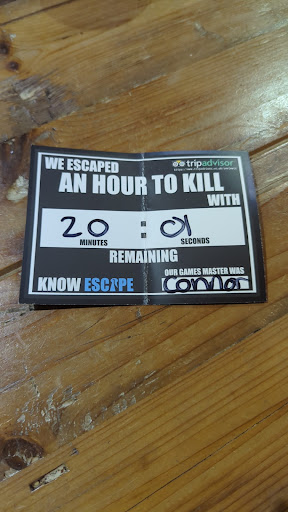 WE ESCAPED
tripadvisor
AN HOUR TO KILL
WITH
20 : 01
MINUTES SECONDS
REMAINING
KNOW ESCAPE
OUR GAMES MASTER WAS
Connor